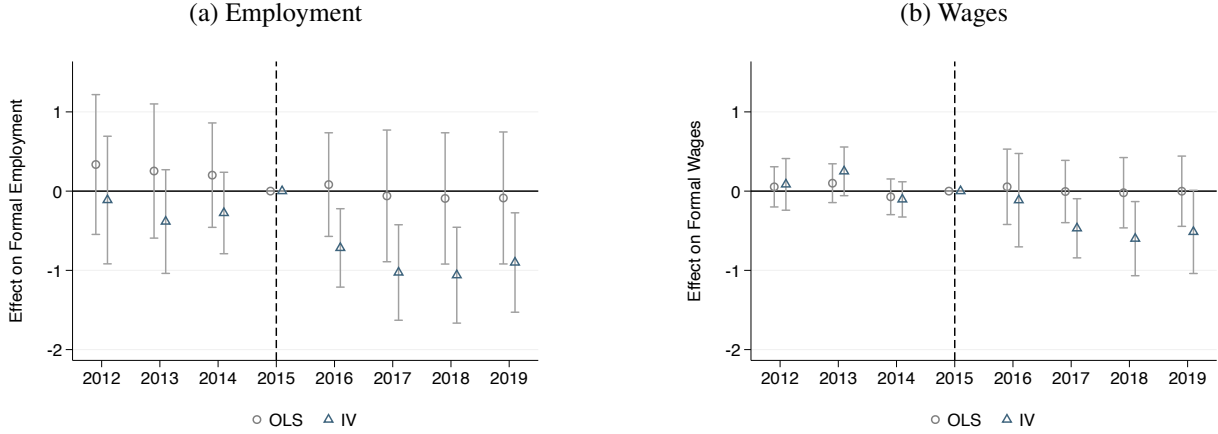 (a) Employment
Effect on Formal Employment
1
0
-1
-2
2012 2013 2014 2015 2016 2017 2018 2019
OLS IV
(b) Wages
Effect on Formal Wages
1
0
-1
-2
2012 2013 2014 2015 2016 2017 2018 2019
OLS IV